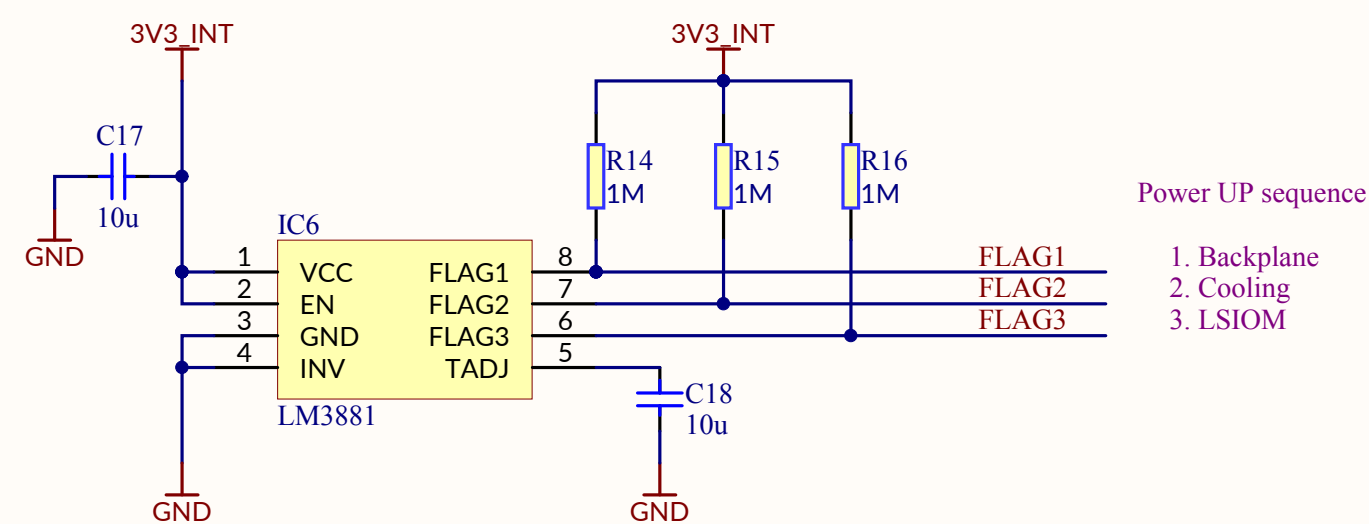 3V3_INT
3V3_INT
C17
10u
GND
R14
1M
R15
1M
R16
1M
Power UP sequence
1. Backplane
2. Cooling
3. LSIOM
IC6
1 VCC FLAG1 8 FLAG1
2 EN FLAG2 7 FLAG2
3 GND FLAG3 6 FLAG3
4 INV TADJ 5
LM3881
C18
10u
GND
GND